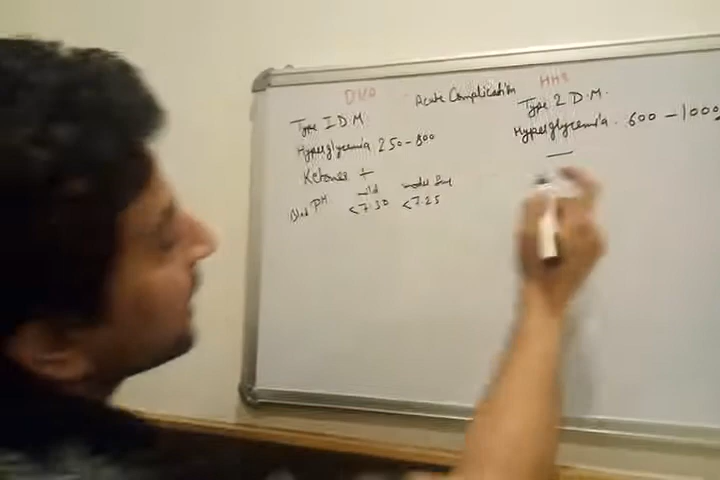 DKA Acute Complication HHS
Type I D.M
Hyperglycemia 250-800
Ketones +
mild
Blood PH <7.30 <7.25
Type 2 D.M.
Hyperglycemia. 600-1000